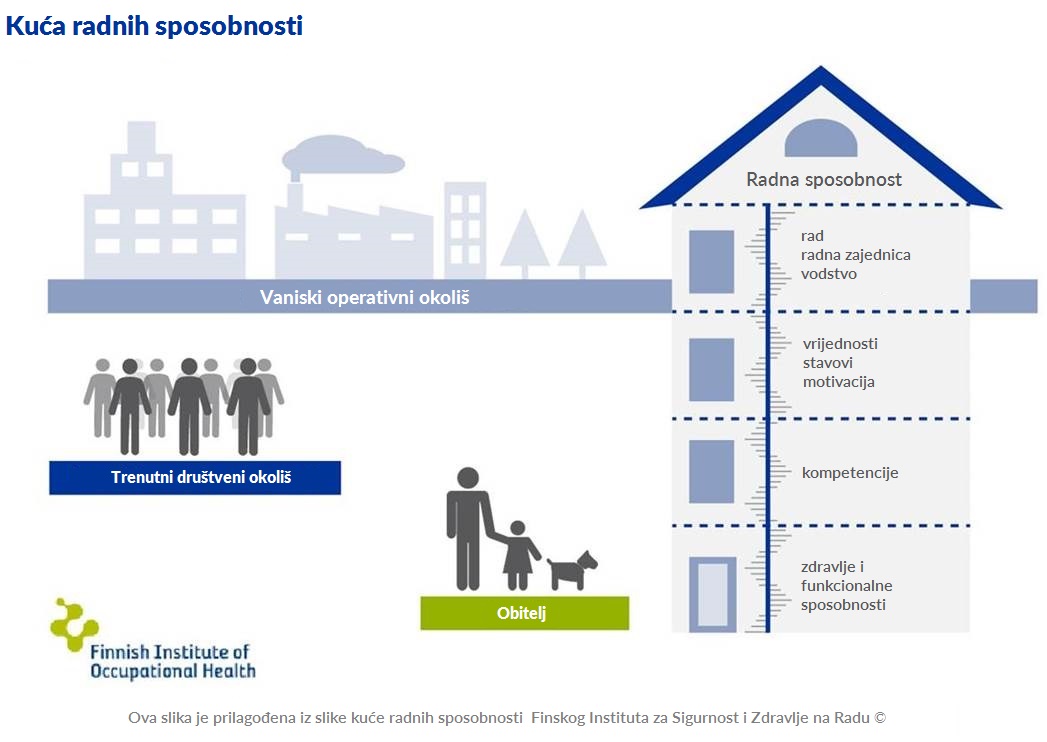 Kuća radnih sposobnosti
Radna sposobnost
rad
radna zajednica
vodstvo
Vaniski operativni okoliš
vrijednosti
stavovi
motivacija
Trenutni društveni okoliš
kompetencije
zdravlje i
funkcionalne
sposobnosti
Obitelj
Finnish Institute of
Occupational Health
Ova slika je prilagođena iz slike kuće radnih sposobnosti Finskog Instituta za Sigurnost i Zdravlje na Radu ©